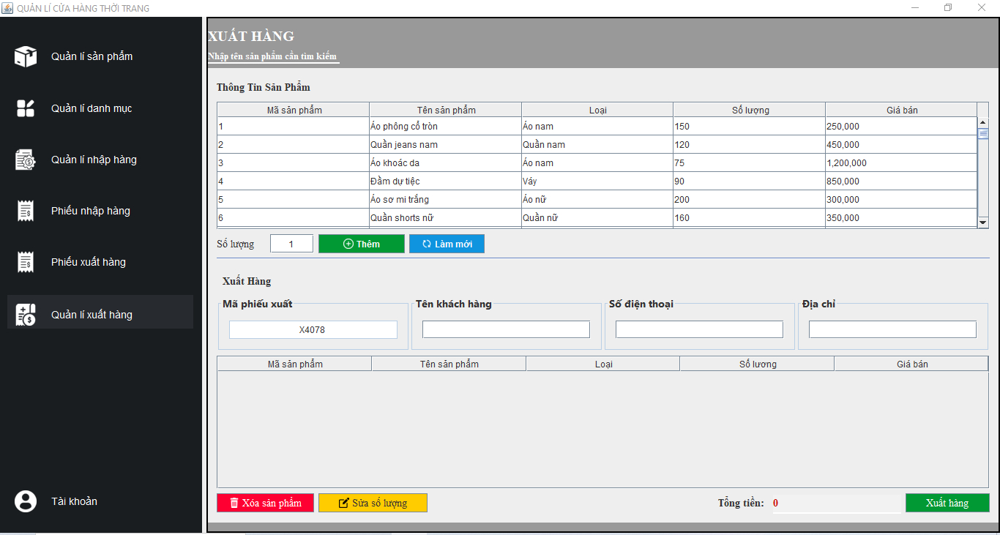 QUẢN LÍ CỬA HÀNG THỜI TRANG
Quản lí sản phẩm
Quản lí danh mục
Quản lí nhập hàng
Phiếu nhập hàng
Phiếu xuất hàng
Quản lí xuất hàng
Tài khoản
XUẤT HÀNG
Nhập tên sản phẩm cần tìm kiếm
Thông Tin Sản Phẩm
Mã sản phẩm Tên sản phẩm Loại Số lượng Giá bán
1 Áo phông cổ tròn Áo nam 150 250,000
2 Quần jeans nam Quần nam 120 450,000
3 Áo khoác da Áo nam 75 1,200,000
4 Đầm dự tiệc Váy 90 850,000
5 Áo sơ mi trắng Áo nữ 200 300,000
6 Quần shorts nữ Quần nữ 160 350,000
Số lượng 1 Thêm Làm mới
Xuất Hàng
Mã phiếu xuất Tên khách hàng Số điện thoại Địa chỉ
X4078
Mã sản phẩm Tên sản phẩm Loại Số lương Giá bán
Xóa sản phẩm Sửa số lượng Tổng tiền: 0 Xuất hàng